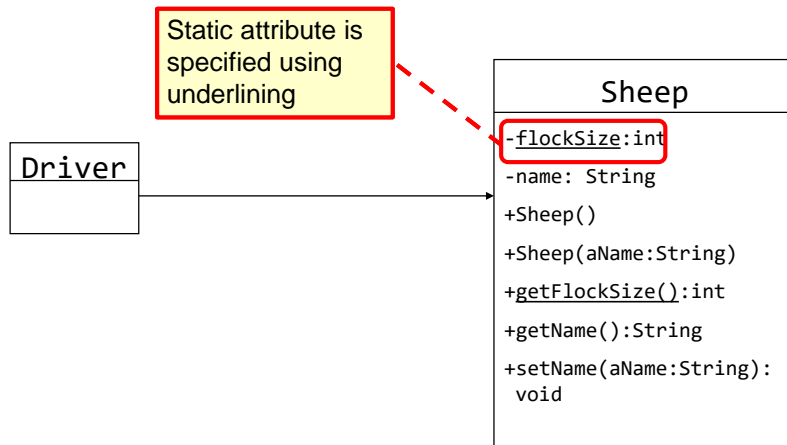 Static attribute is
specified using
underlining
Driver
Sheep
-flockSize:int
-name: String
+Sheep()
+Sheep(aName:String)
+getFlockSize():int
+getName():String
+setName(aName:String):
void